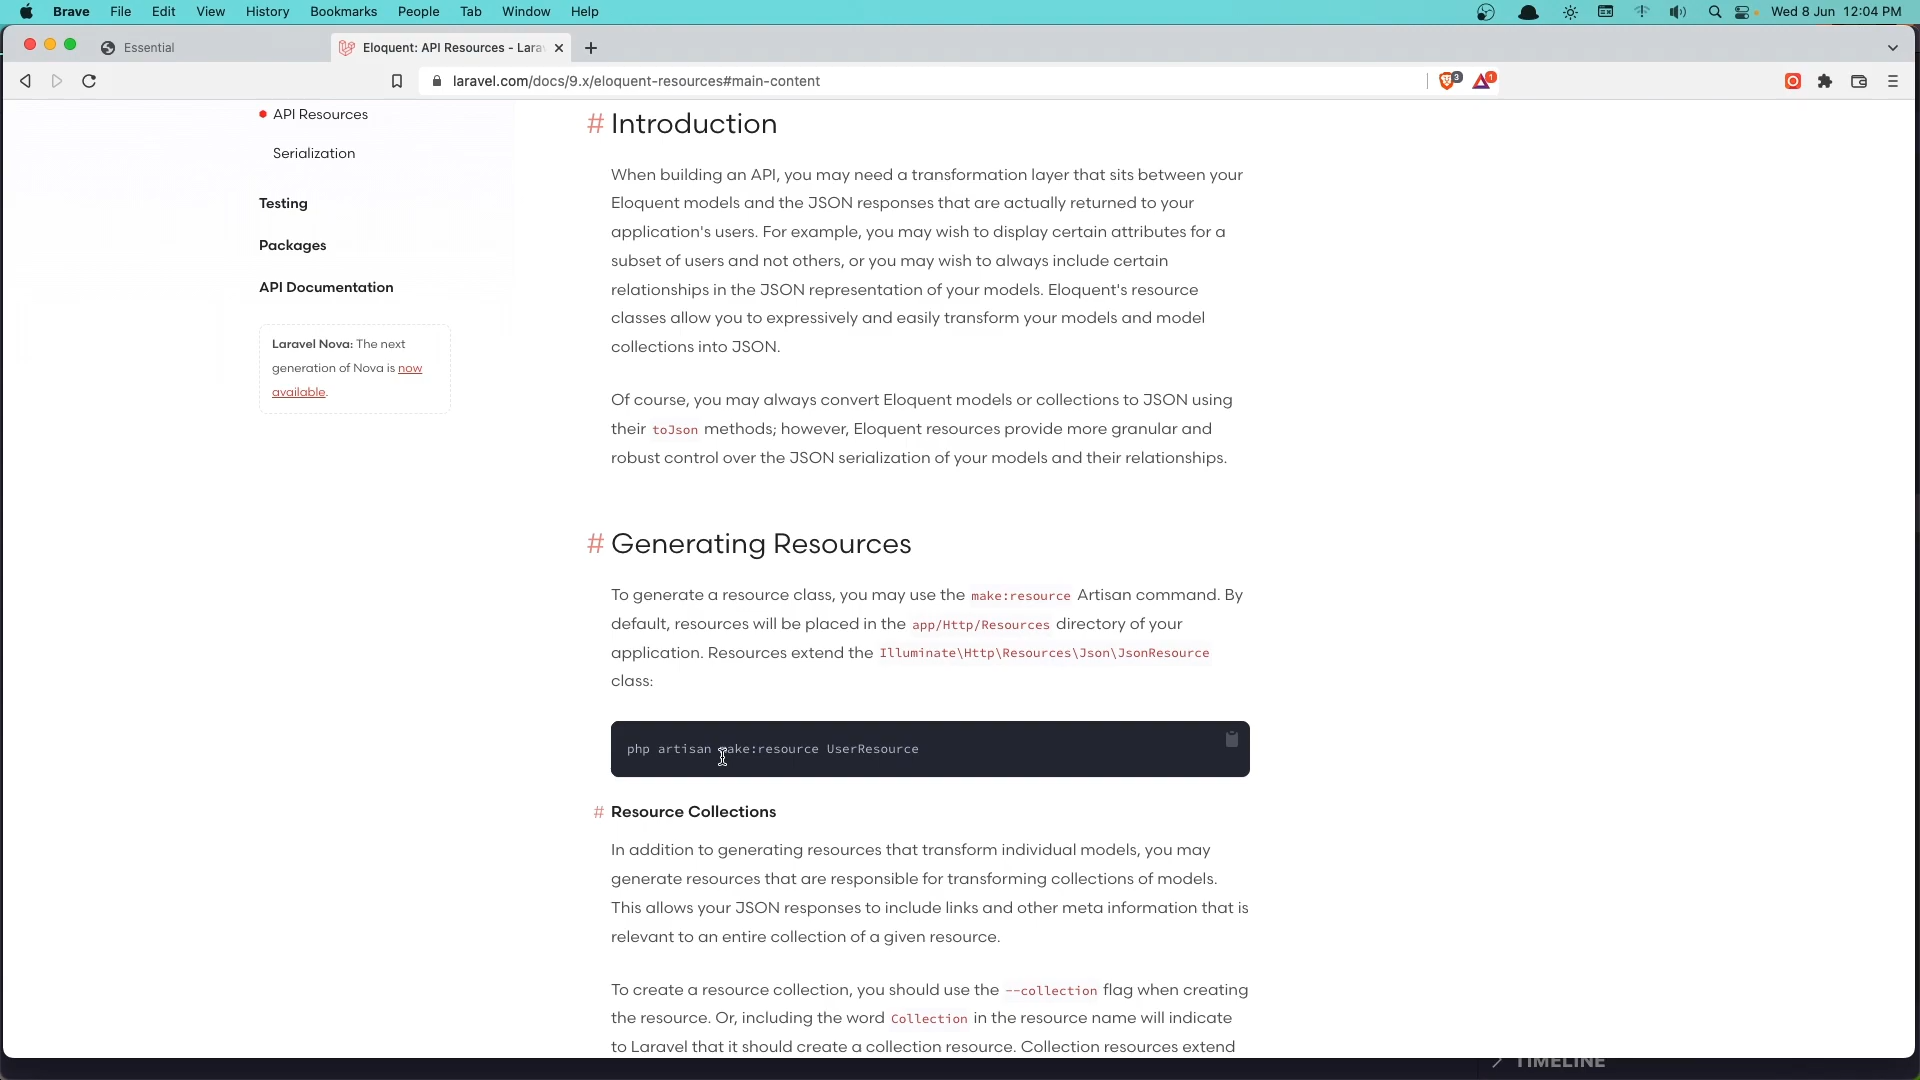 Brave File Edit View History Bookmarks People Tab Window Help Wed 8 Jun 12:04 PM
Essential
Eloquent: API Resources - Lara
laravel.com/docs/9.x/eloquent-resources#main-content
3
1
API Resources
Serialization
Testing
Packages
API Documentation
Laravel Nova: The next
generation of Nova is now
available.
# Introduction
When building an API, you may need a transformation layer that sits between your
Eloquent models and the JSON responses that are actually returned to your
application's users. For example, you may wish to display certain attributes for a
subset of users and not others, or you may wish to always include certain
relationships in the JSON representation of your models. Eloquent's resource
classes allow you to expressively and easily transform your models and model
collections into JSON.
Of course, you may always convert Eloquent models or collections to JSON using
their toJson methods; however, Eloquent resources provide more granular and
robust control over the JSON serialization of your models and their relationships.
# Generating Resources
To generate a resource class, you may use the make:resource Artisan command. By
default, resources will be placed in the app/Http/Resources directory of your
application. Resources extend the Illuminate\Http\Resources\Json\JsonResource
class:
php artisan make:resource UserResource
# Resource Collections
In addition to generating resources that transform individual models, you may
generate resources that are responsible for transforming collections of models.
This allows your JSON responses to include links and other meta information that is
relevant to an entire collection of a given resource.
To create a resource collection, you should use the --collection flag when creating
the resource. Or, including the word Collection in the resource name will indicate
to Laravel that it should create a collection resource. Collection resources extend
TIMELINE